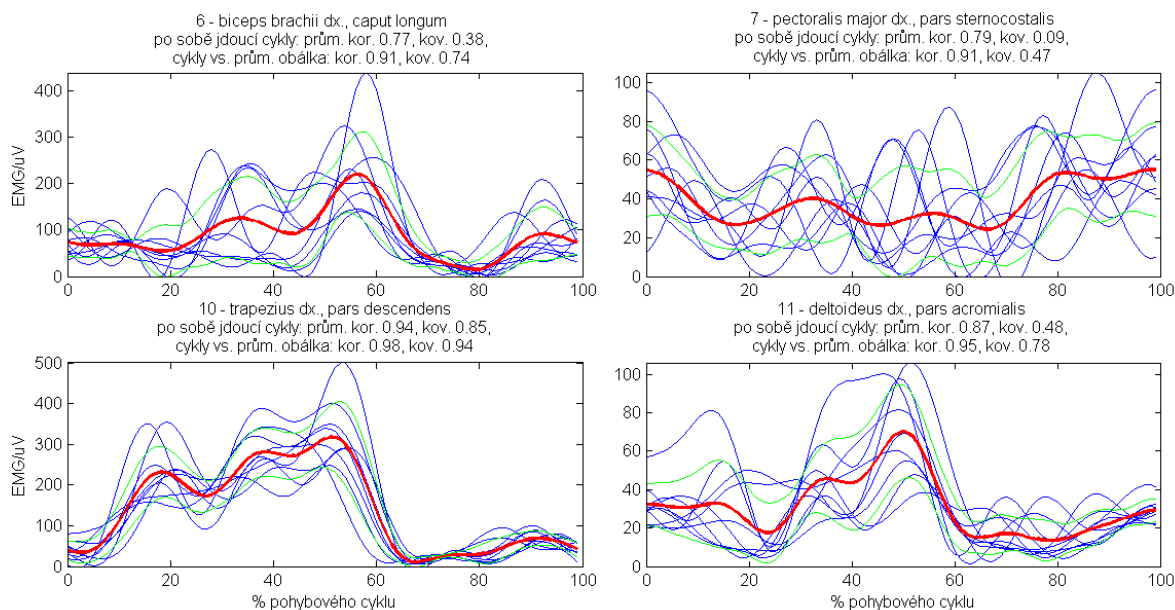 6 - biceps brachii dx., caput longum
po sobě jdoucí cykly: prům. kor. 0.77, kov. 0.38,
cykly vs. prům. obálka: kor. 0.91, kov. 0.74
EMG/uV
400
300
200
100
0
0 20 40 60 80 100
7 - pectoralis major dx., pars sternocostalis
po sobě jdoucí cykly: prům. kor. 0.79, kov. 0.09,
cykly vs. prům. obálka: kor. 0.91, kov. 0.47
100
80
60
40
20
0
0 20 40 60 80 100
10 - trapezius dx., pars descendens
po sobě jdoucí cykly: prům. kor. 0.94, kov. 0.85,
cykly vs. prům. obálka: kor. 0.98, kov. 0.94
EMG/uV
500
400
300
200
100
0
0 20 40 60 80 100
% pohybového cyklu
11 - deltoideus dx., pars acromialis
po sobě jdoucí cykly: prům. kor. 0.87, kov. 0.48,
cykly vs. prům. obálka: kor. 0.95, kov. 0.78
100
80
60
40
20
0
0 20 40 60 80 100
% pohybového cyklu